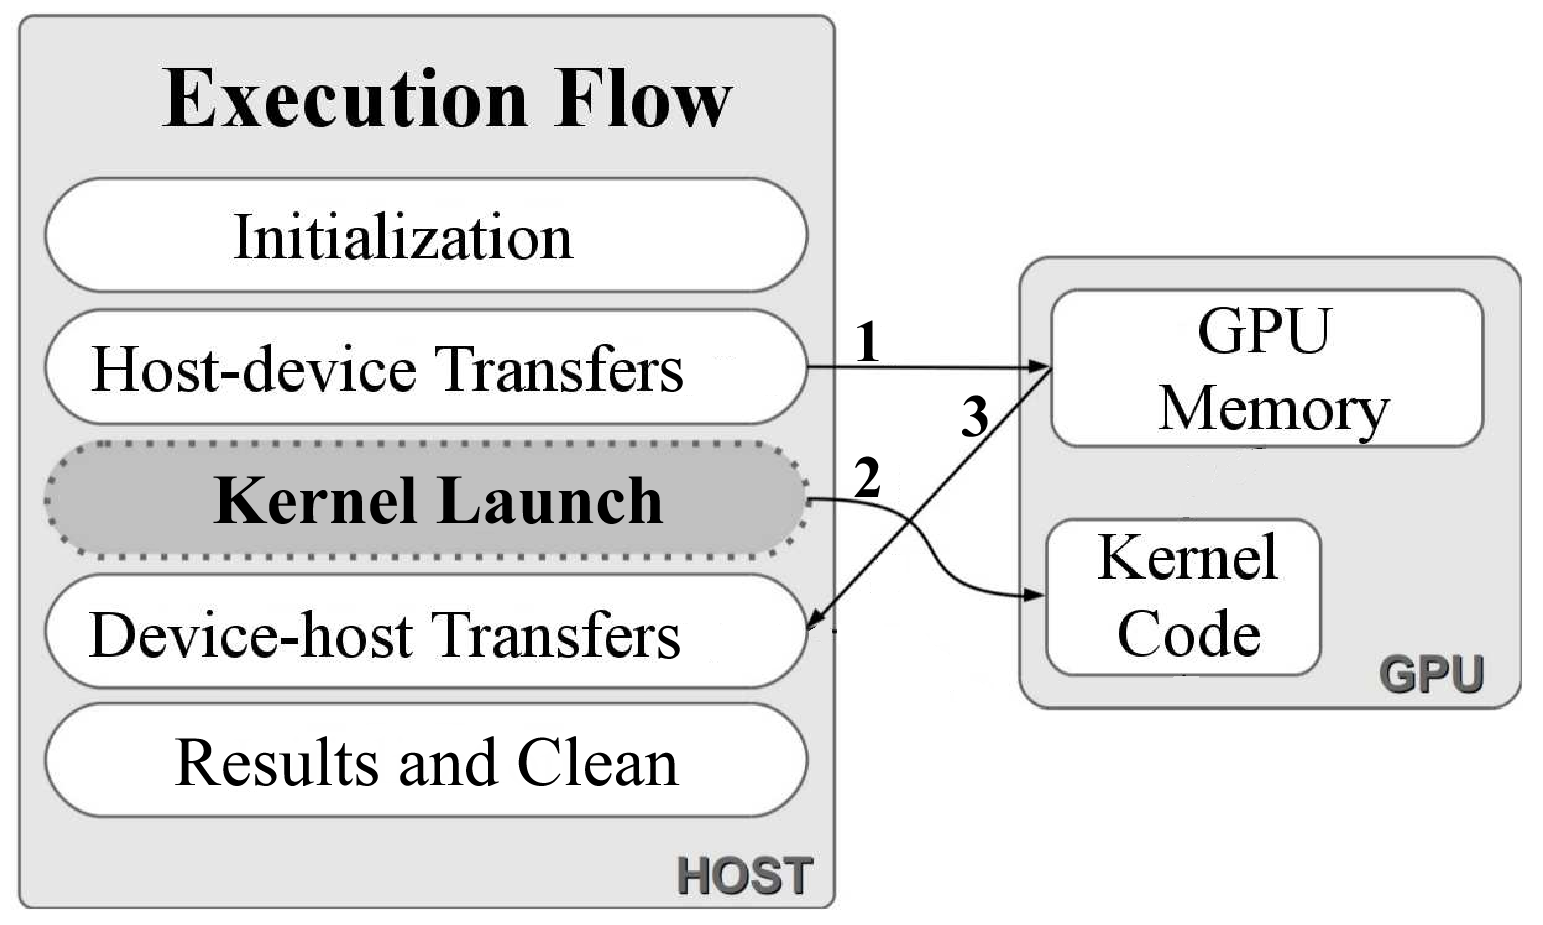 Execution Flow
Initialization
Host-device Transfers
Kernel Launch
Device-host Transfers
Results and Clean
HOST
1
3
2
GPU
Memory
Kernel
Code
GPU